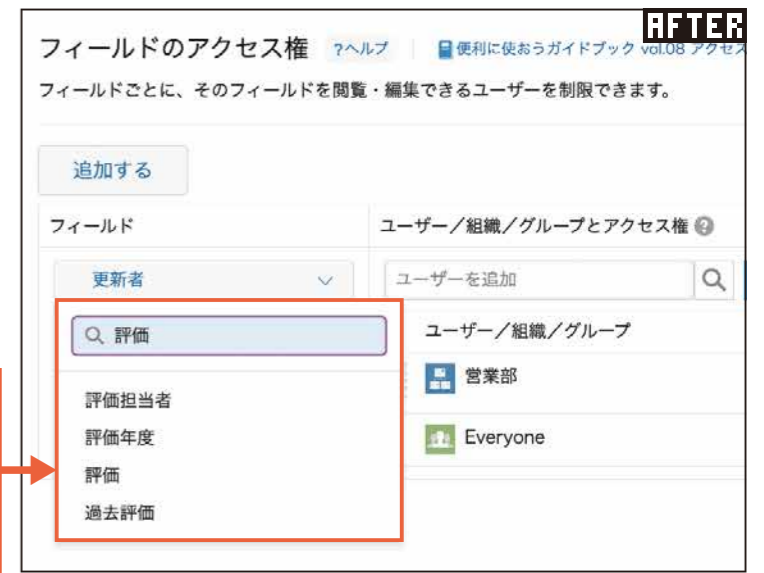 AFTER
フィールドのアクセス権 ?ヘルプ 便利に使おうガイドブック vol.08 アクセス
フィールドごとに、そのフィールドを閲覧・編集できるユーザーを制限できます。
追加する
フィールド ユーザー／組織／グループとアクセス権 ?
更新者 ユーザーを追加
評価 ユーザー／組織／グループ
営業部
評価担当者
評価年度 Everyone
評価
過去評価